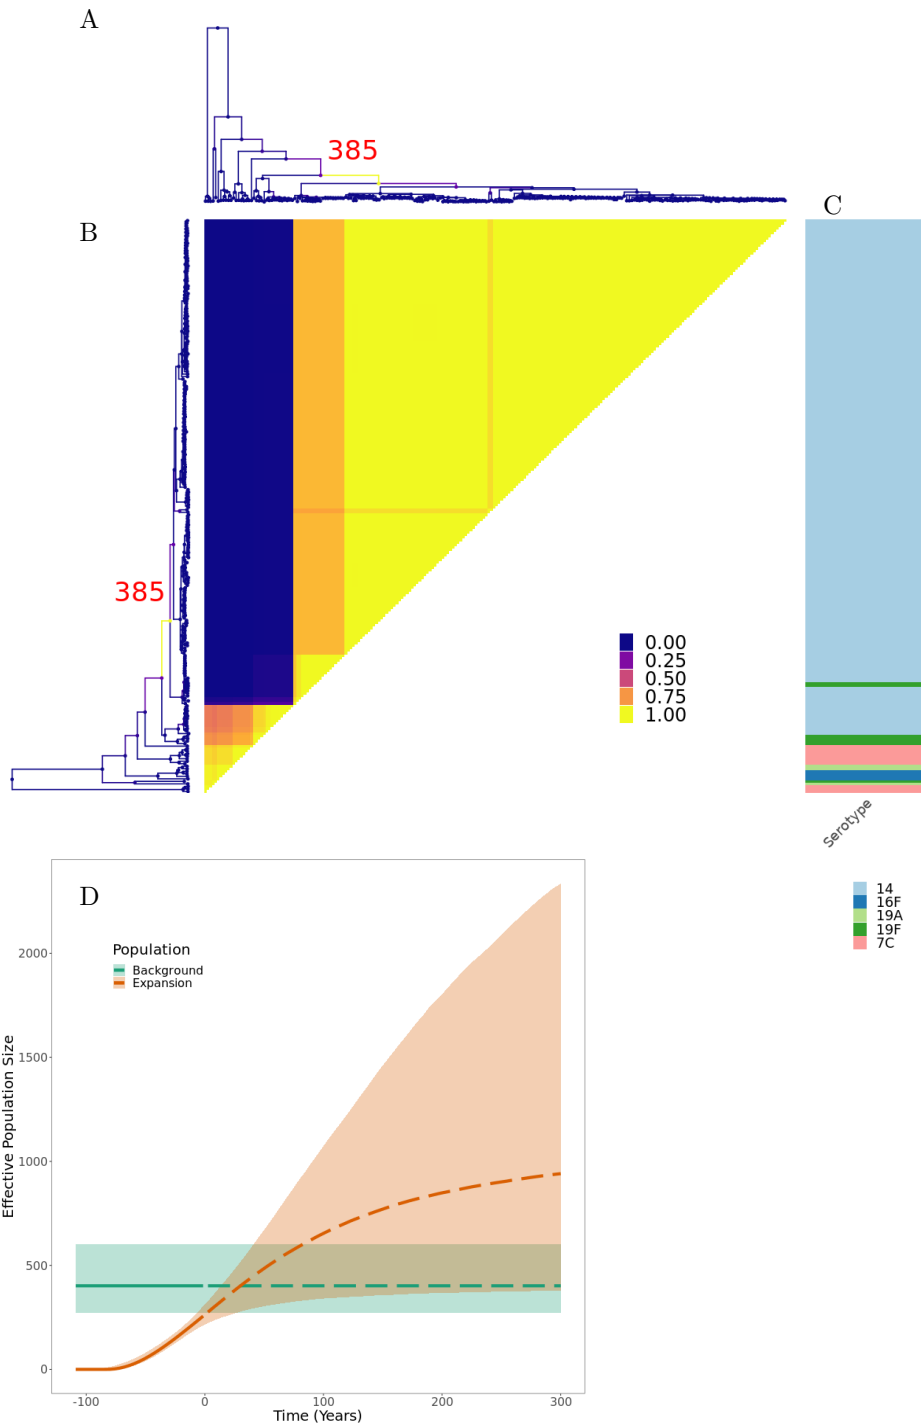 A
385
B
C
385
0.00
0.25
0.50
0.75
1.00
Serotype
14
16F
19A
19F
7C
D
Population
Background
Expansion
Effective Population Size
2000
1500
1000
500
0
-100 0 100 200 300
Time (Years)